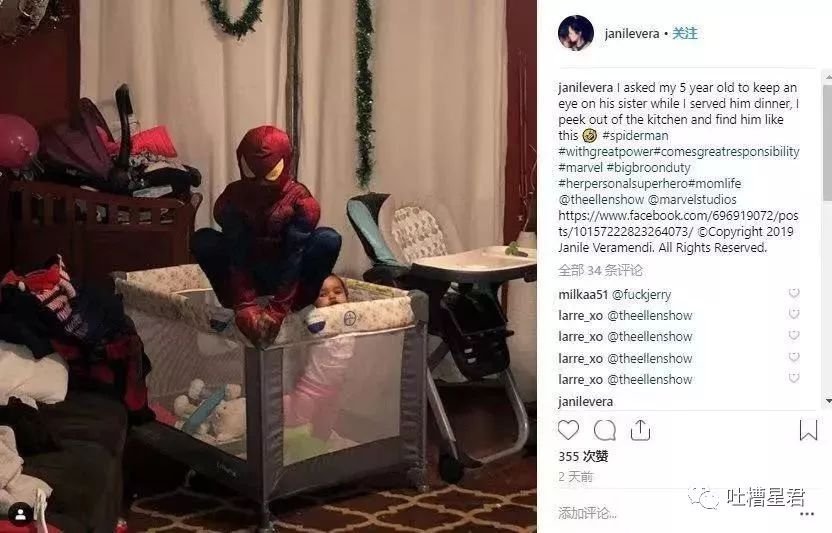 janilevera • 关注
janilevera I asked my 5 year old to keep an
eye on his sister while I served him dinner, I
peek out of the kitchen and find him like
this 🤣 #spiderman
#withgreatpower#comesgreatresponsibility
#marvel #bigbroonduty
#herpersonalsuperhero#momlife
@theellenshow @marvelstudios
https://www.facebook.com/696919072/pos
ts/10157222823264073/ ©Copyright 2019
Janile Veramendi. All Rights Reserved.
全部 34 条评论
milkaa51 @fuckjerry
larre_xo @theellenshow
larre_xo @theellenshow
larre_xo @theellenshow
larre_xo @theellenshow
janilevera
355 次赞
2 天前
添加评论...
吐槽星君